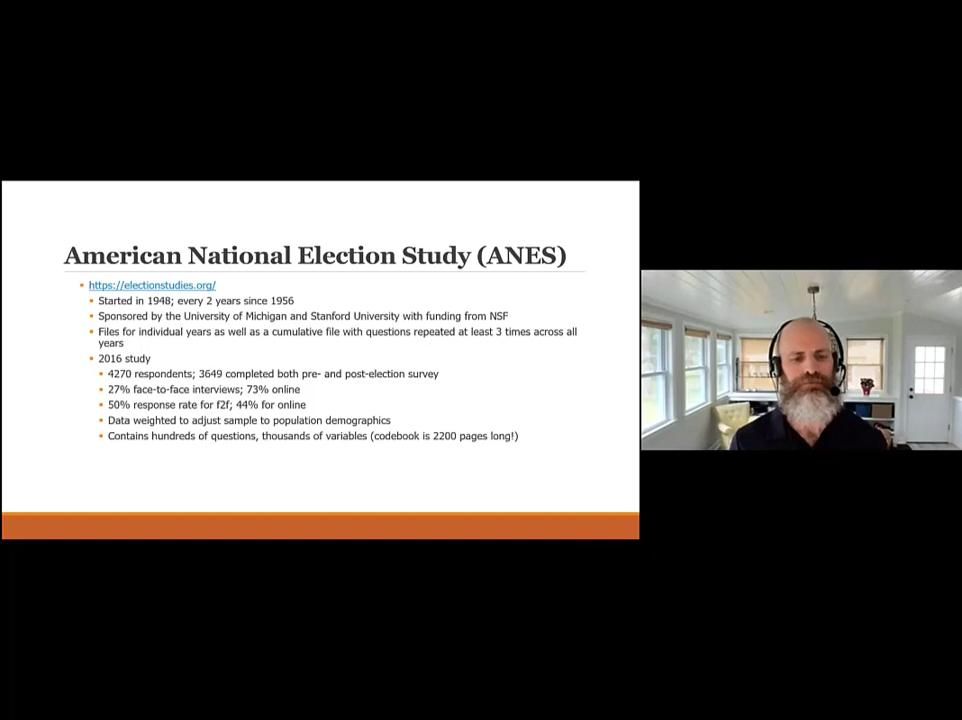 American National Election Study (ANES)
https://electionstudies.org/
Started in 1948; every 2 years since 1956
Sponsored by the University of Michigan and Stanford University with funding from NSF
Files for individual years as well as a cumulative file with questions repeated at least 3 times across all
years
2016 study
4270 respondents; 3649 completed both pre- and post-election survey
27% face-to-face interviews; 73% online
50% response rate for f2f; 44% for online
Data weighted to adjust sample to population demographics
Contains hundreds of questions, thousands of variables (codebook is 2200 pages long!)